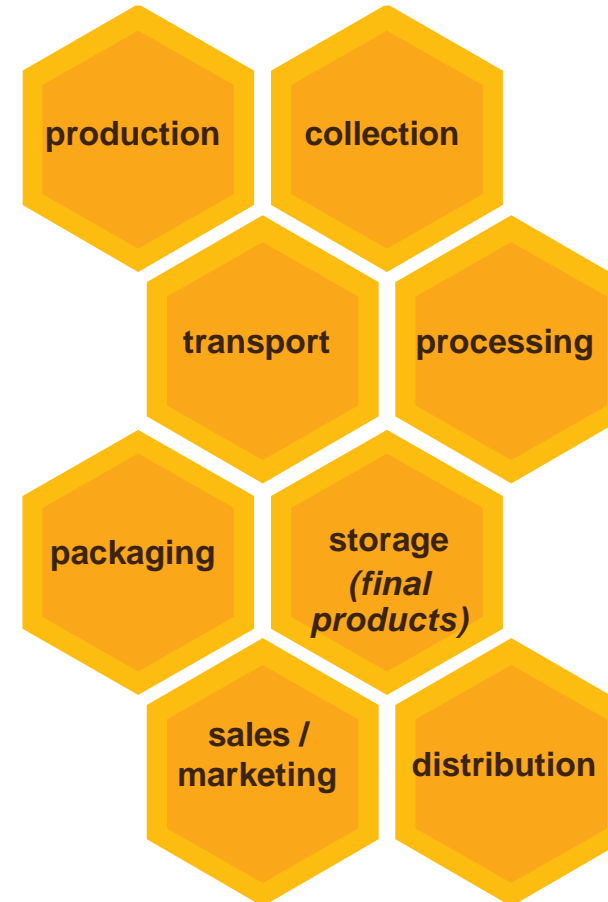 production
collection
transport
processing
packaging
storage
(final
products)
sales /
marketing
distribution